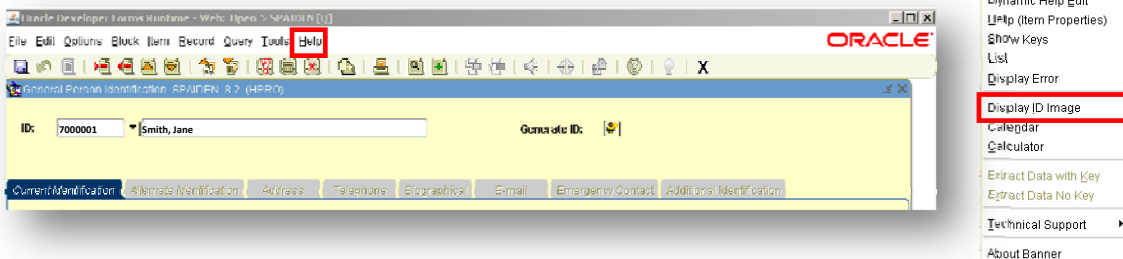 Oracle Developer Forms Runtime - Web: Open > SPAIDEN [Q]
File Edit Options Block Item Record Query Tools Help
ORACLE
X
General Person Identification SPAIDEN 8.2 (HPRO)
ID: 7000001 Smith, Jane Generate ID:
Current Identification Alternate Identification Address Telephone Biographical E-mail Emergency Contact Additional Identification
Dynamic Help Edit
Help (Item Properties)
Show Keys
List
Display Error
Display ID Image
Calendar
Calculator
Extract Data with Key
Extract Data No Key
Technical Support
About Banner